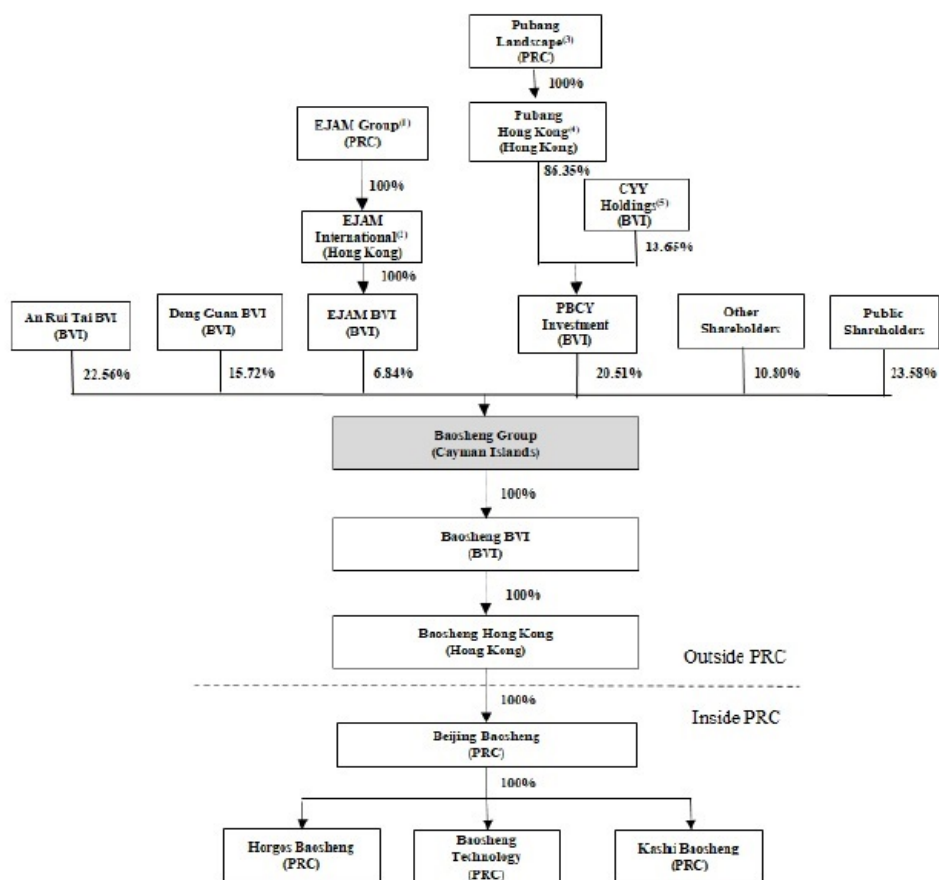 Pubang
Landscape(3)
(PRC)
100%
EJAM Group(1)
(PRC)
Pubang
Hong Kong(4)
(Hong Kong)
86.35%
100%
CYY
Holdings(5)
(BVI)
EJAM
International(2)
(Hong Kong)
13.65%
100%
An Rui Tai BVI
(BVI)
Deng Guan BVI
(BVI)
EJAM BVI
(BVI)
PBCY
Investment
(BVI)
Other
Shareholders
Public
Shareholders
22.56%
15.72%
6.84%
20.51%
10.80%
23.58%
Baosheng Group
(Cayman Islands)
100%
Baosheng BVI
(BVI)
100%
Baosheng Hong Kong
(Hong Kong)
Outside PRC
100%
Inside PRC
Beijing Baosheng
(PRC)
100%
Horgos Baosheng
(PRC)
Baosheng
Technology
(PRC)
Kashi Baosheng
(PRC)